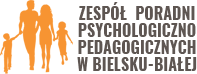 ZESPÓŁ PORADNI
PSYCHOLOGICZNO
PEDAGOGICZNYCH
W BIELSKU-BIAŁEJ